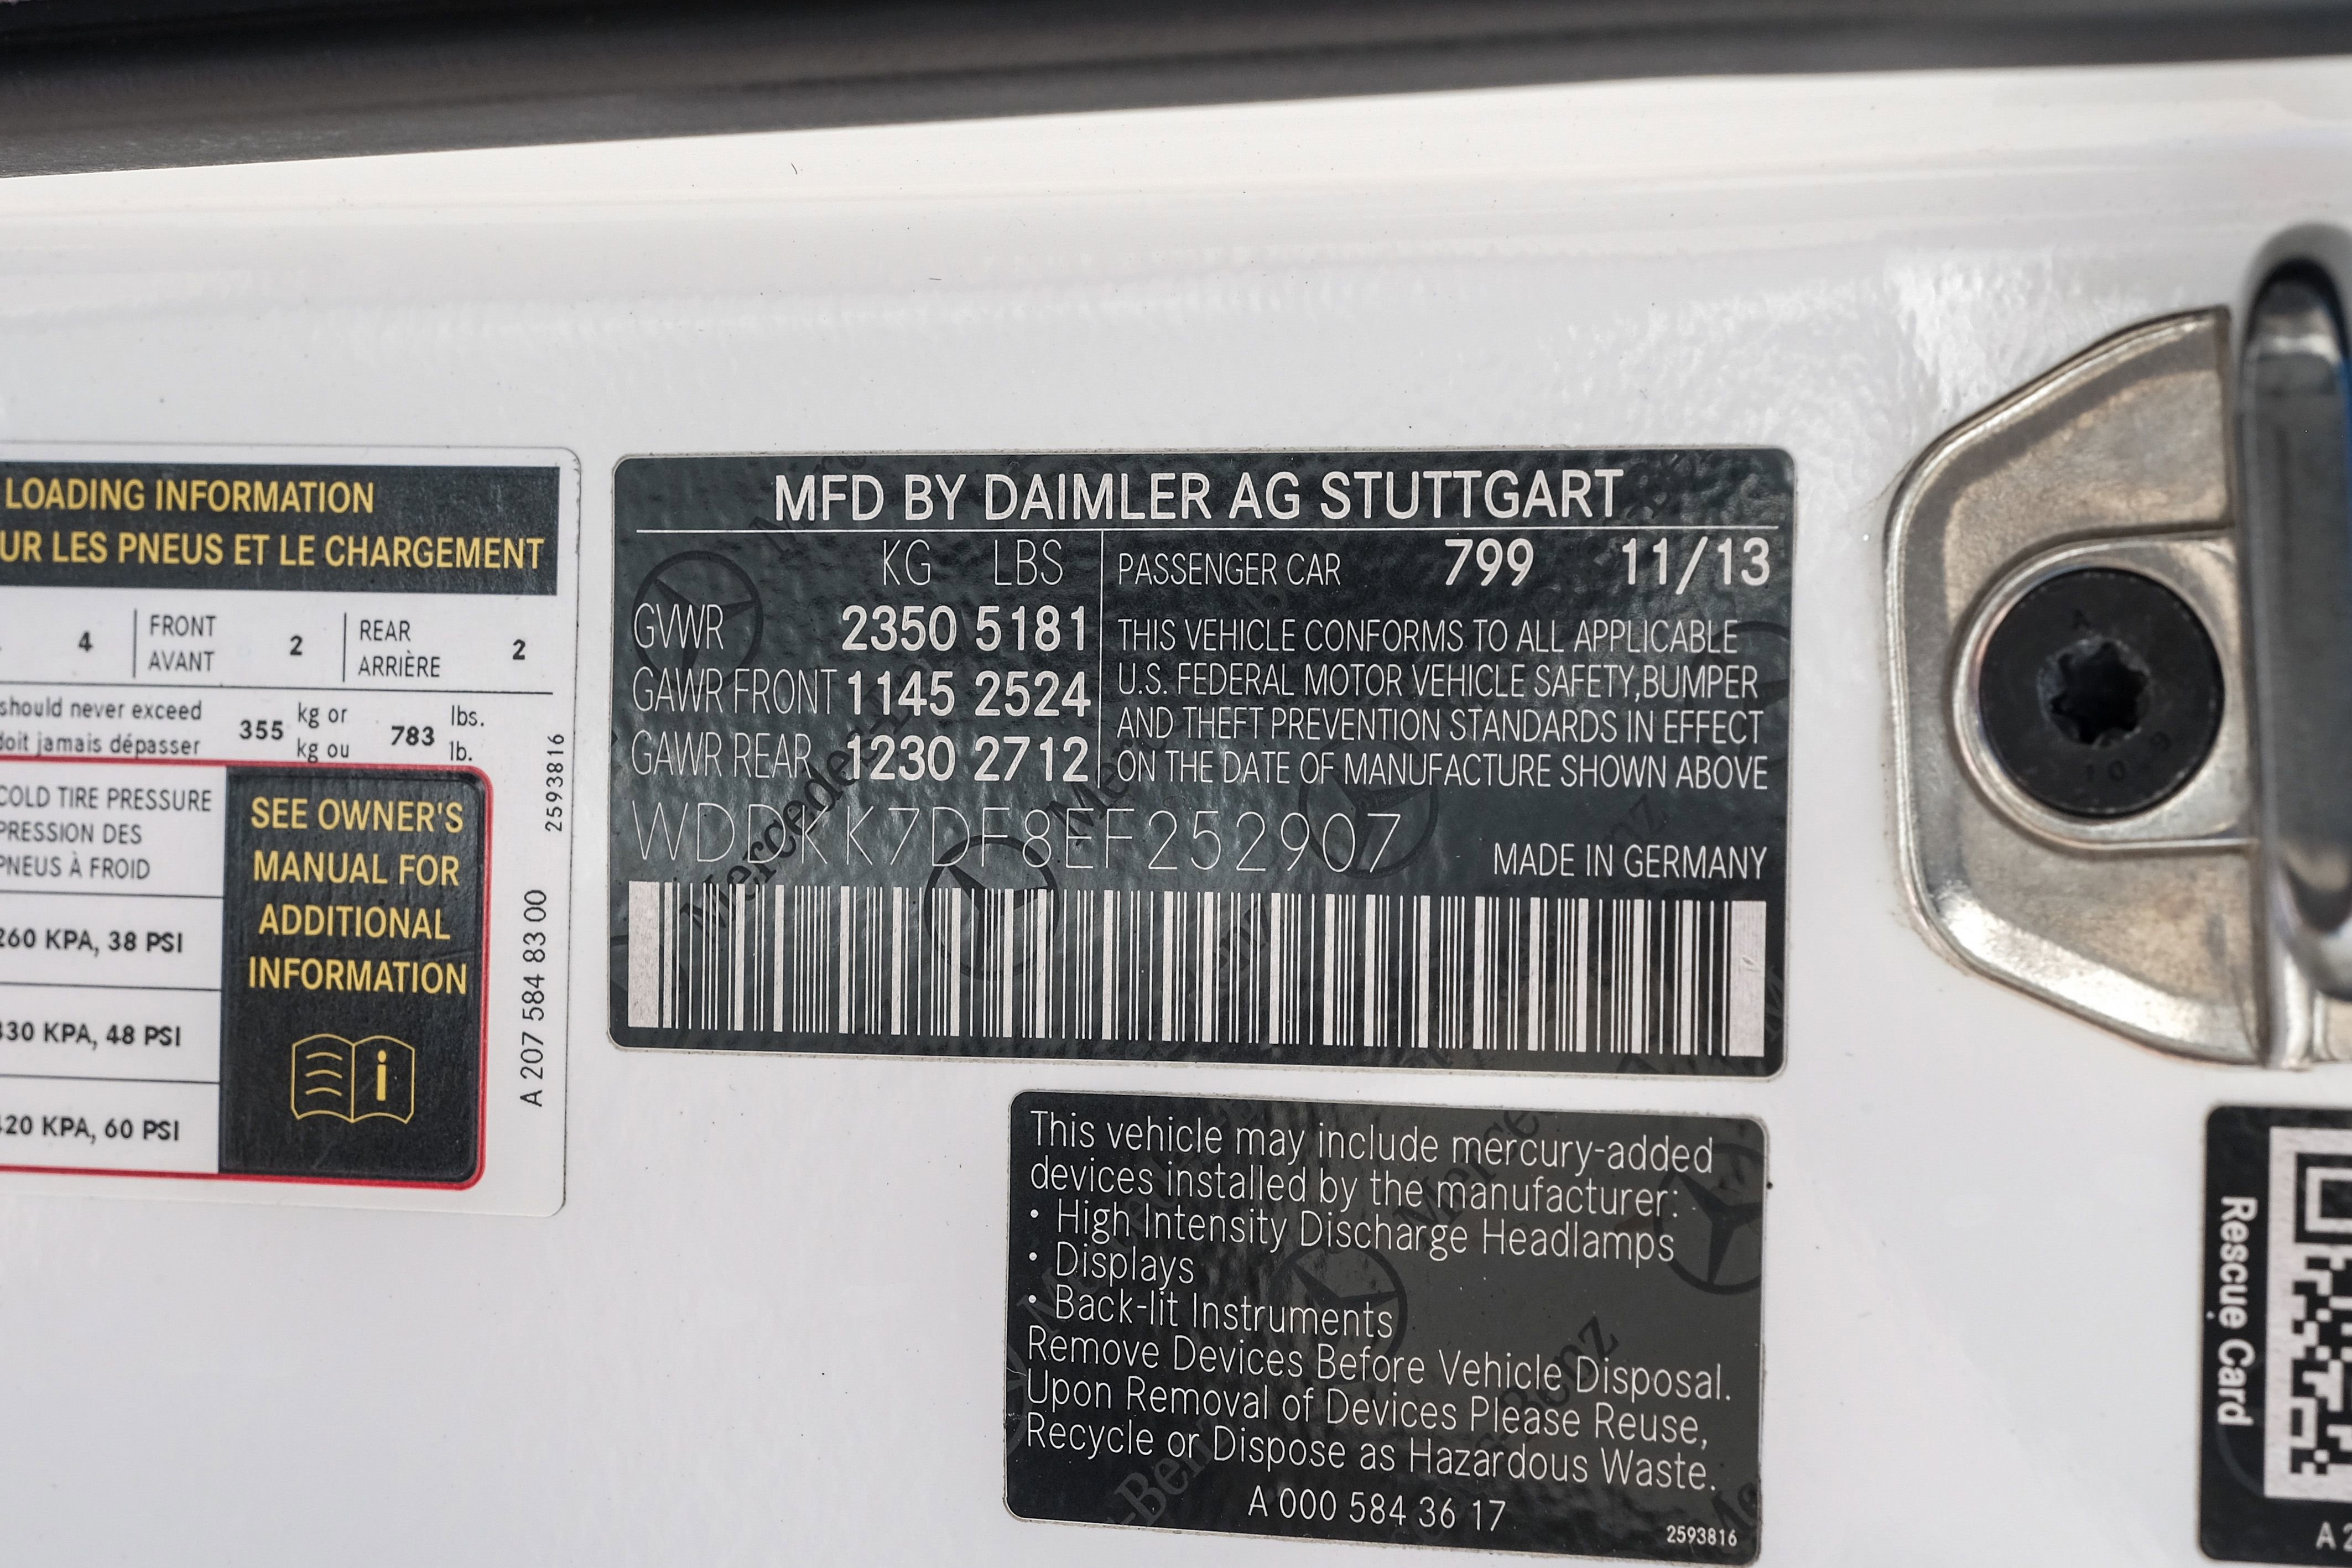 LOADING INFORMATION
UR LES PNEUS ET LE CHARGEMENT
4 FRONT 2 REAR 2
AVANT ARRIÈRE
should never exceed 355 kg or 783 lbs.
doit jamais dépasser kg ou lb.
COLD TIRE PRESSURE
PRESSION DES
PNEUS À FROID
260 KPA, 38 PSI
330 KPA, 48 PSI
420 KPA, 60 PSI
SEE OWNER'S
MANUAL FOR
ADDITIONAL
INFORMATION
i
2593816
A 207 584 83 00
MFD BY DAIMLER AG STUTTGART
KG LBS
GVWR 2350 5181
GAWR FRONT 1145 2524
GAWR REAR 1230 2712
PASSENGER CAR 799 11/13
THIS VEHICLE CONFORMS TO ALL APPLICABLE
U.S. FEDERAL MOTOR VEHICLE SAFETY,BUMPER
AND THEFT PREVENTION STANDARDS IN EFFECT
ON THE DATE OF MANUFACTURE SHOWN ABOVE
WDDKK7DF8EF252907
MADE IN GERMANY
This vehicle may include mercury-added
devices installed by the manufacturer:
• High Intensity Discharge Headlamps
• Displays
• Back-lit Instruments
Remove Devices Before Vehicle Disposal.
Upon Removal of Devices Please Reuse,
Recycle or Dispose as Hazardous Waste.
A 000 584 36 17
2593816
Rescue Card